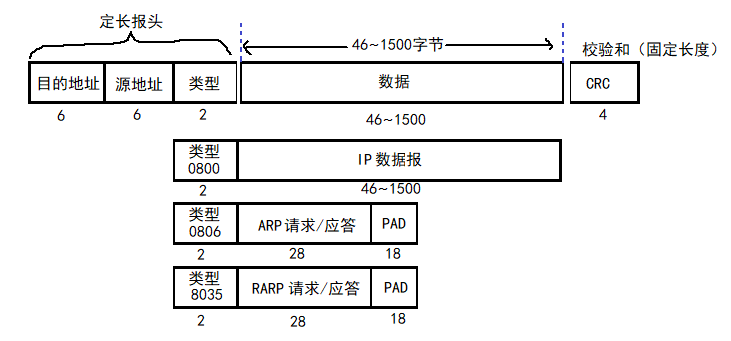 定长报头
46~1500字节
校验和（固定长度）
目的地址 源地址 类型 数据 CRC
6 6 2 46~1500 4
类型
0800
IP数据报
2 46~1500
类型
0806
ARP 请求/应答 PAD
2 28 18
类型
8035
RARP 请求/应答 PAD
2 28 18